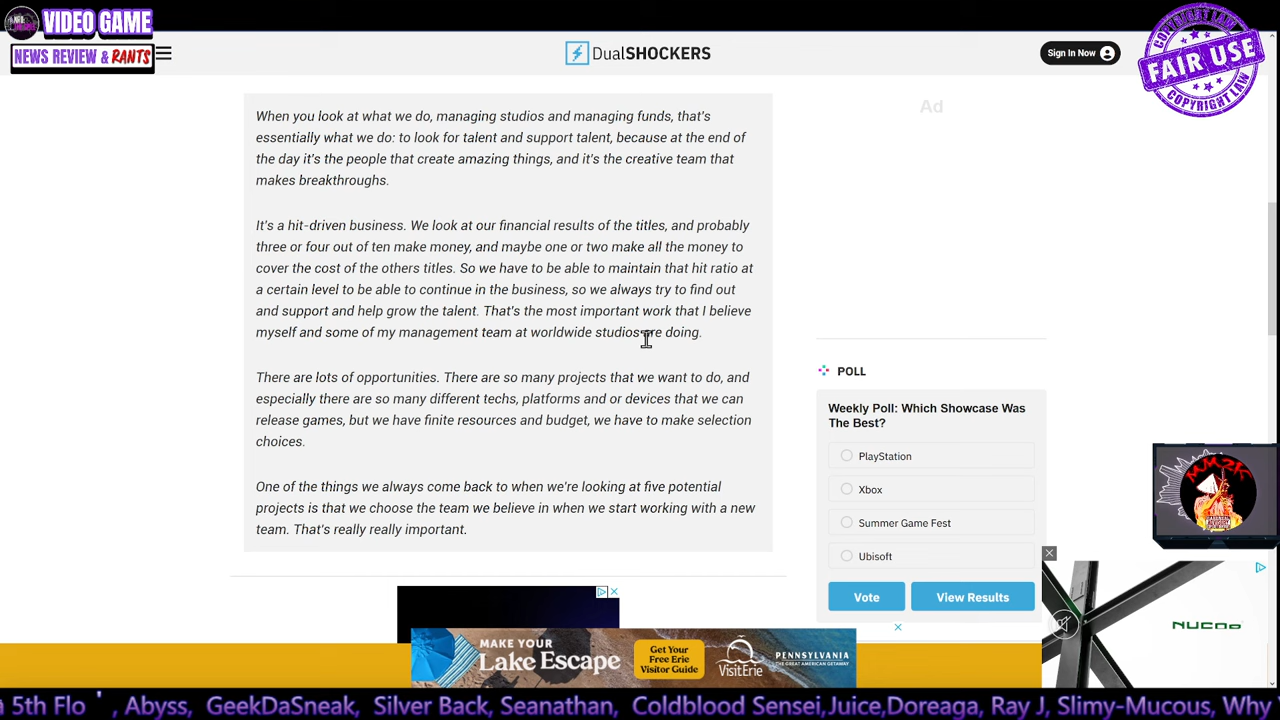 VIDEO GAME
NEWS REVIEW & RANTS
DualSHOCKERS
Sign In Now
COPYRIGHT LAW
FAIR USE
COPYRIGHT LAW
Ad
When you look at what we do, managing studios and managing funds, that's
essentially what we do: to look for talent and support talent, because at the end of
the day it's the people that create amazing things, and it's the creative team that
makes breakthroughs.
It's a hit-driven business. We look at our financial results of the titles, and probably
three or four out of ten make money, and maybe one or two make all the money to
cover the cost of the others titles. So we have to be able to maintain that hit ratio at
a certain level to be able to continue in the business, so we always try to find out
and support and help grow the talent. That's the most important work that I believe
myself and some of my management team at worldwide studios are doing.
There are lots of opportunities. There are so many projects that we want to do, and
especially there are so many different techs, platforms and or devices that we can
release games, but we have finite resources and budget, we have to make selection
choices.
One of the things we always come back to when we're looking at five potential
projects is that we choose the team we believe in when we start working with a new
team. That's really really important.
POLL
Weekly Poll: Which Showcase Was
The Best?
PlayStation
Xbox
Summer Game Fest
Ubisoft
Vote
View Results
MM2K
NUCOO
MAKE YOUR
Lake Escape
Get Your
Free Erie
Visitor Guide
VISITERIE
PENNSYLVANIA
THE GREAT AMERICAN GETAWAY
a 5th Flo ', Abyss, GeekDaSneak, Silver Back, Seanathan, Coldblood Sensei,Juice,Doreaga, Ray J, Slimy-Mucous, Why